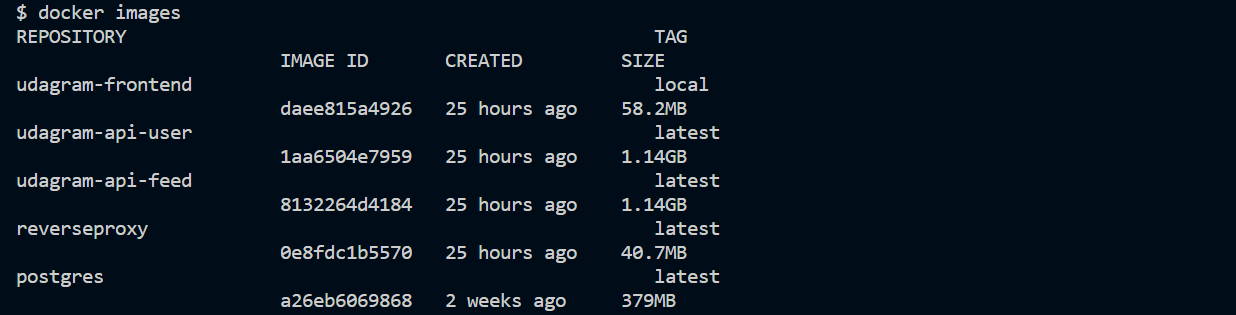 $ docker images
REPOSITORY TAG
IMAGE ID CREATED SIZE
udagram-frontend local
daee815a4926 25 hours ago 58.2MB
udagram-api-user latest
1aa6504e7959 25 hours ago 1.14GB
udagram-api-feed latest
8132264d4184 25 hours ago 1.14GB
reverseproxy latest
0e8fdc1b5570 25 hours ago 40.7MB
postgres latest
a26eb6069868 2 weeks ago 379MB